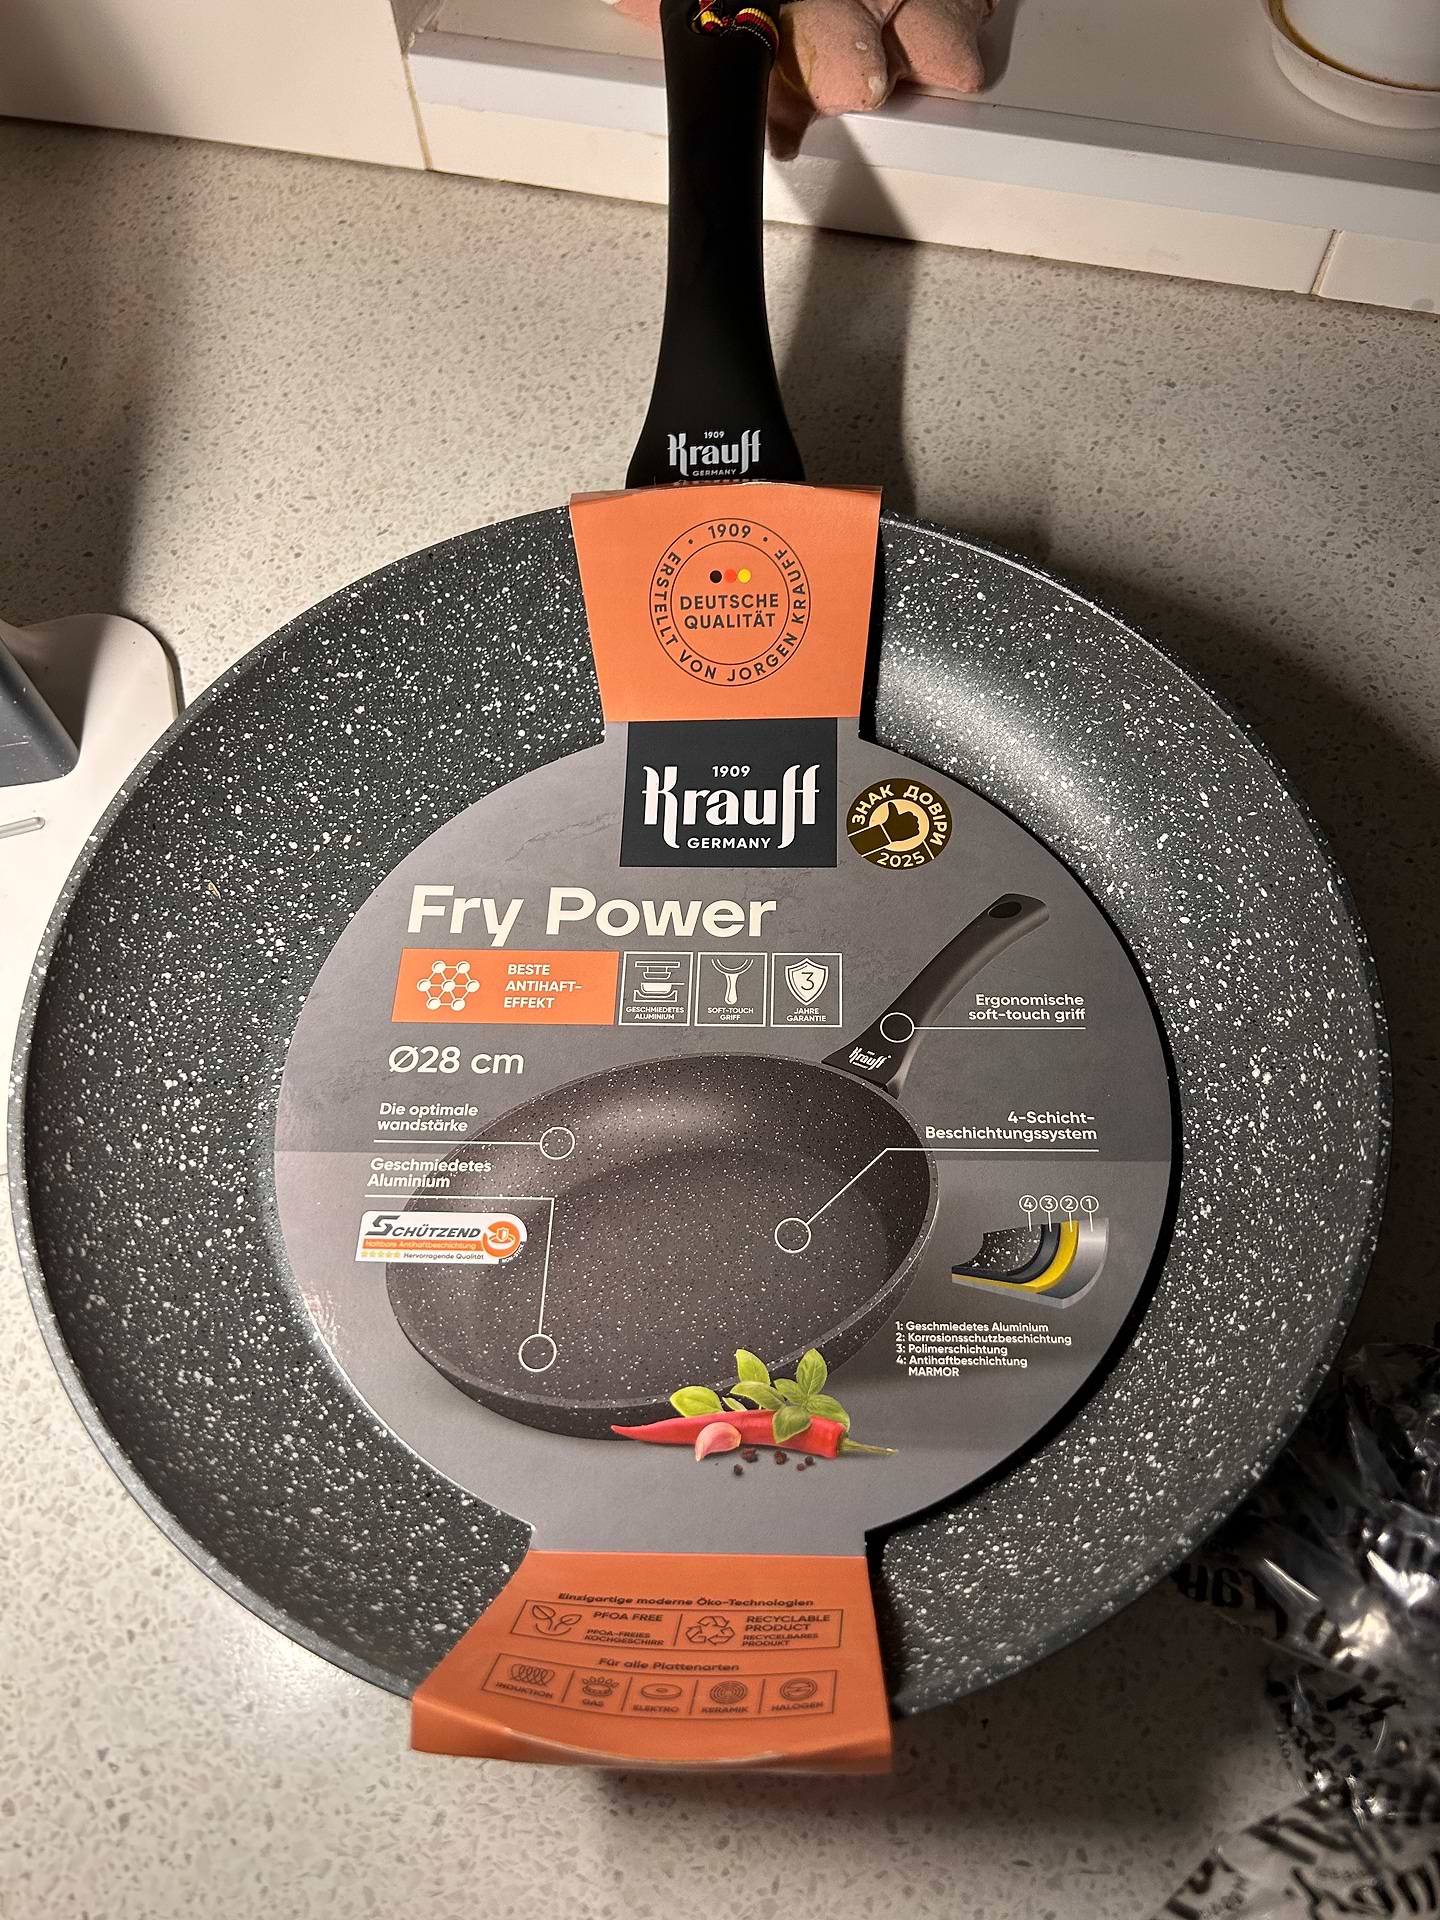 1909
Krauff
GERMANY
1909
ERSTELLT VON JORGEN KRAUFF
DEUTSCHE
QUALITÄT
1909
Krauff
GERMANY
ЗНАК ДОВІРИ
2025
Fry Power
BESTE
ANTIHAFT-
EFFEKT
GESCHMIEDETES
ALUMINIUM
SOFT-TOUCH
GRIFF
3
JAHRE
GARANTIE
Ergonomische
soft-touch griff
Krauff
Ø28 cm
Die optimale
wandstärke
4-Schicht-
Beschichtungssystem
Geschmiedetes
Aluminium
SCHÜTZEND
Haltbare Antihaftbeschichtung
Hervorragende Qualität
4 3 2 1
1: Geschmiedetes Aluminium
2: Korrosionsschutzbeschichtung
3: Polimerschichtung
4: Antihaftbeschichtung
MARMOR
Einzigartige moderne Öko-Technologien
PFOA FREE
PFOA-FREIES
KOCHGESCHIRR
RECYCLABLE
PRODUCT
RECYCELBARES
PRODUKT
Für alle Plattenarten
INDUKTION
GAS
ELEKTRO
KERAMIK
HALOGEN